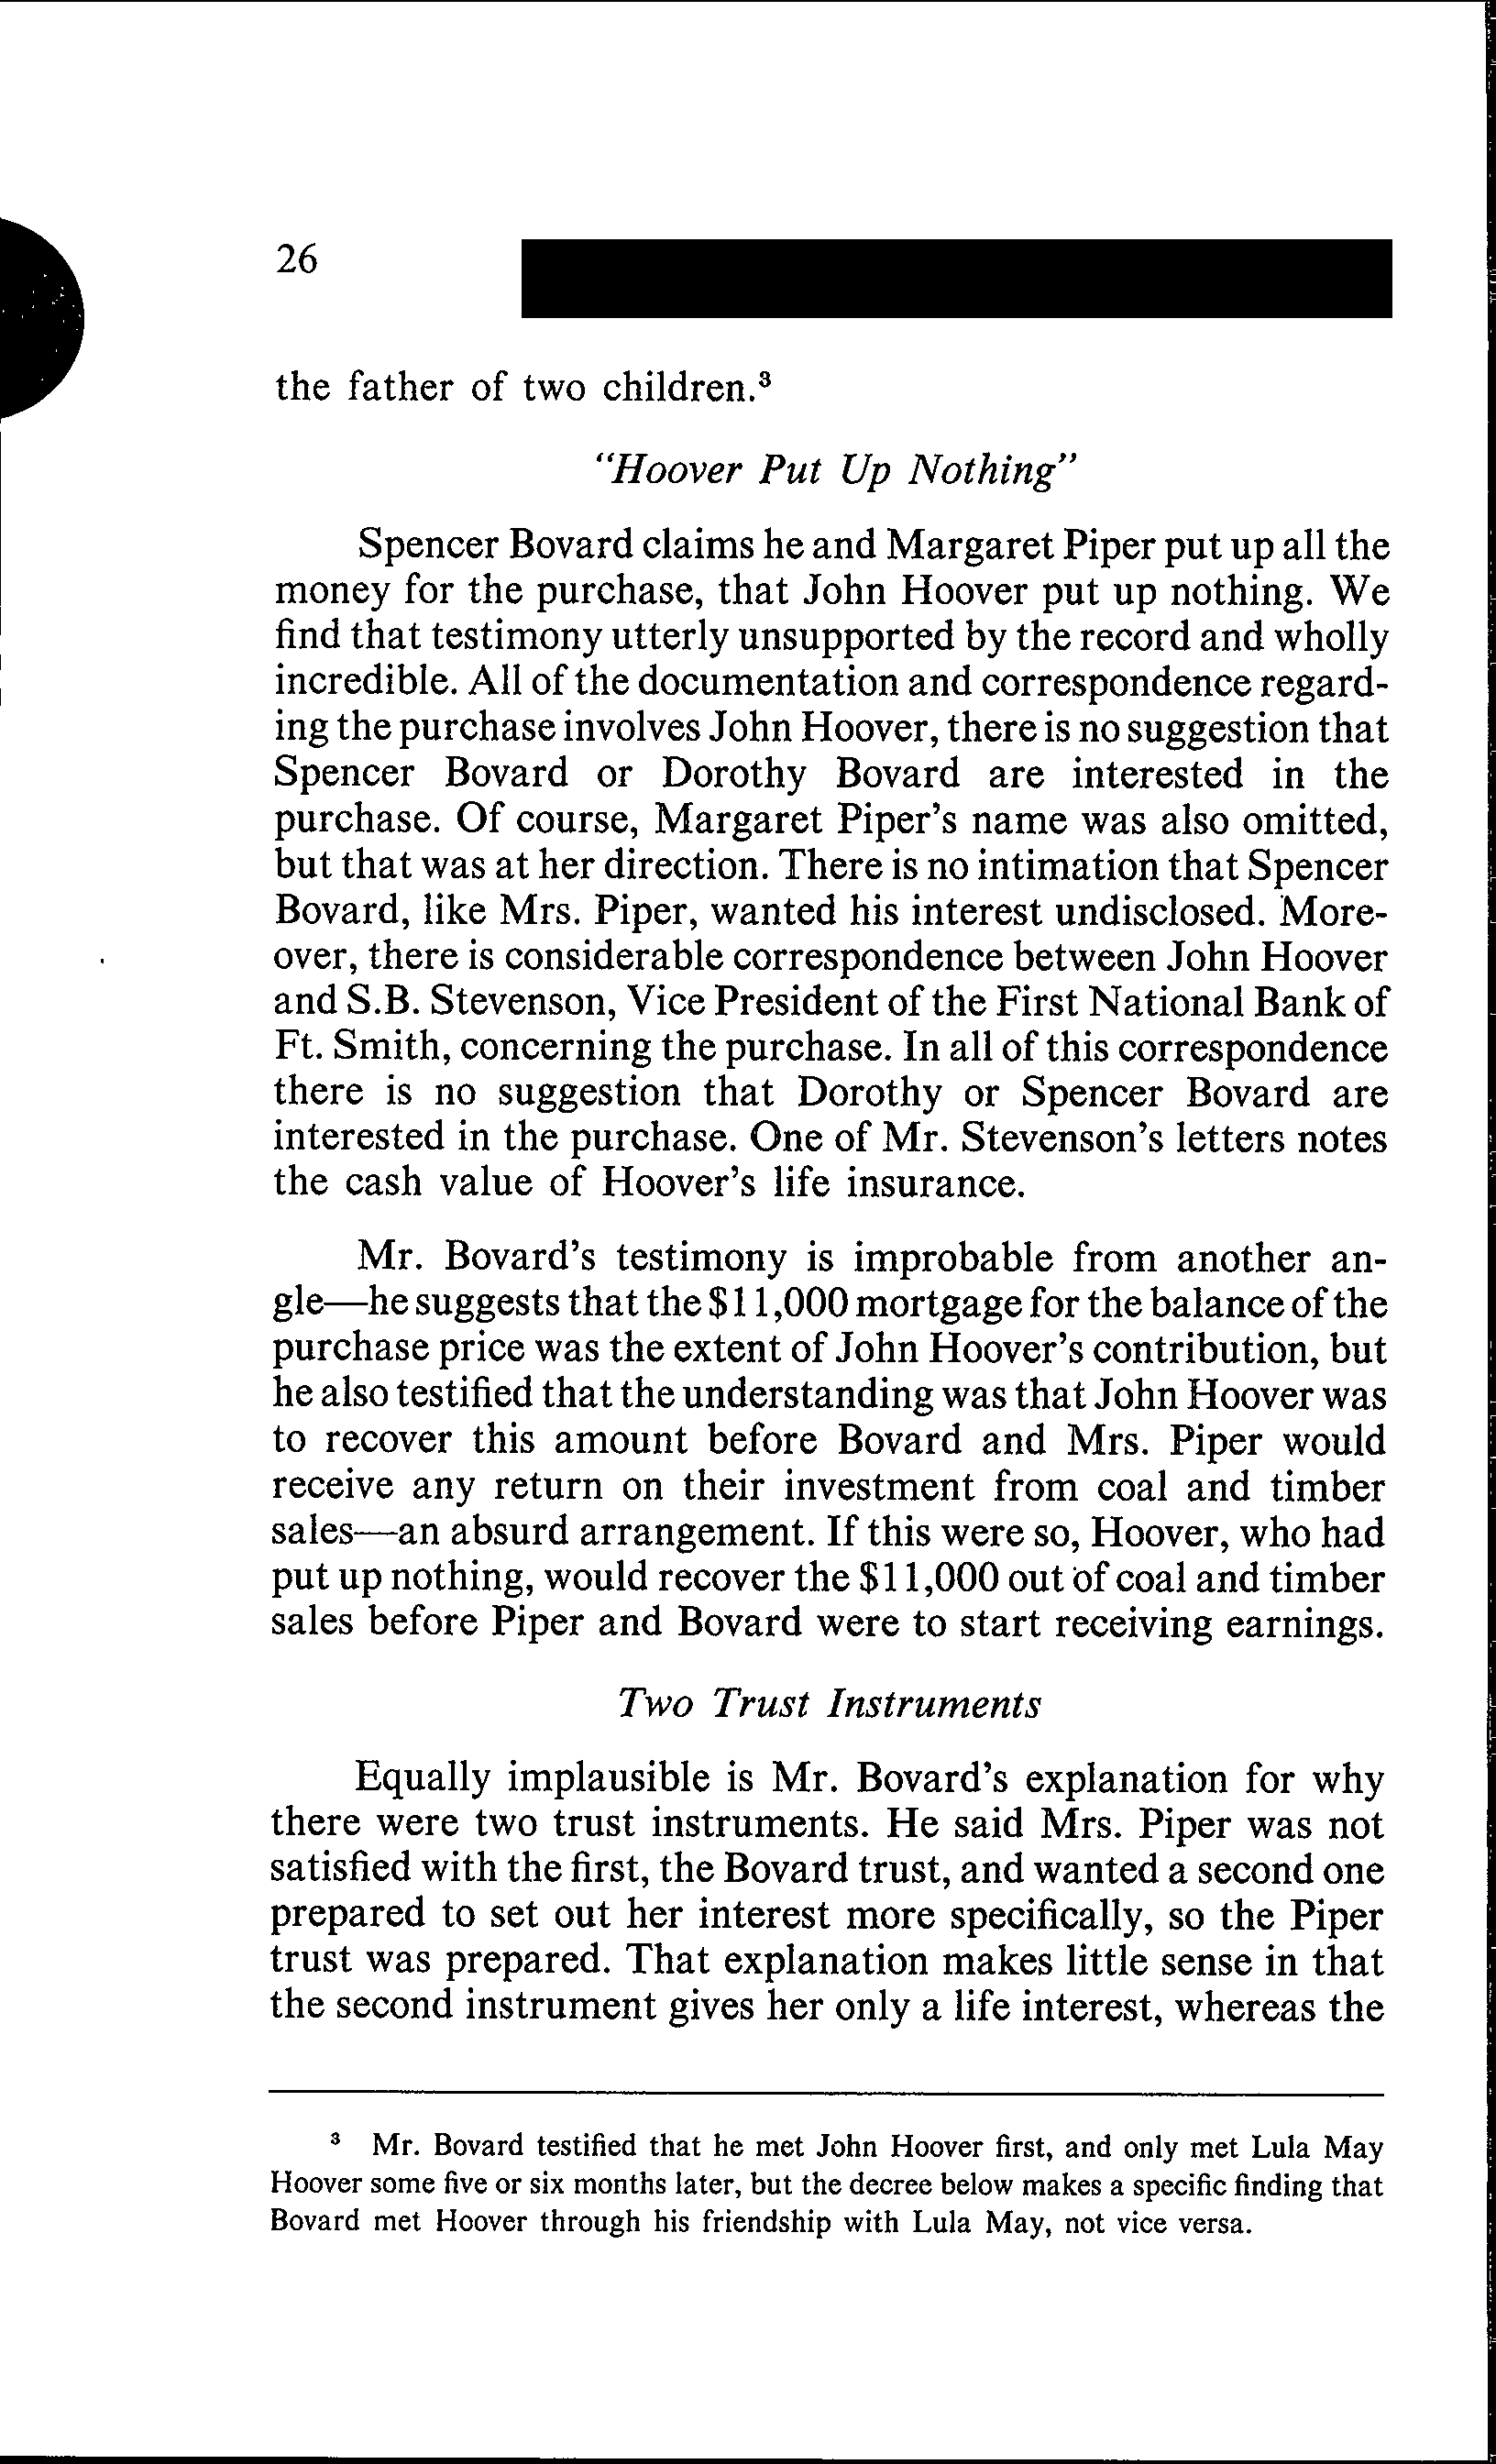 26
the father of two children.³
"Hoover Put Up Nothing"
Spencer Bovard claims he and Margaret Piper put up all the
money for the purchase, that John Hoover put up nothing. We
find that testimony utterly unsupported by the record and wholly
incredible. All of the documentation and correspondence regard-
ing the purchase involves John Hoover, there is no suggestion that
Spencer Bovard or Dorothy Bovard are interested in the
purchase. Of course, Margaret Piper's name was also omitted,
but that was at her direction. There is no intimation that Spencer
Bovard, like Mrs. Piper, wanted his interest undisclosed. More-
over, there is considerable correspondence between John Hoover
and S.B. Stevenson, Vice President of the First National Bank of
Ft. Smith, concerning the purchase. In all of this correspondence
there is no suggestion that Dorothy or Spencer Bovard are
interested in the purchase. One of Mr. Stevenson's letters notes
the cash value of Hoover's life insurance.
Mr. Bovard's testimony is improbable from another an-
gle—he suggests that the $11,000 mortgage for the balance of the
purchase price was the extent of John Hoover's contribution, but
he also testified that the understanding was that John Hoover was
to recover this amount before Bovard and Mrs. Piper would
receive any return on their investment from coal and timber
sales—an absurd arrangement. If this were so, Hoover, who had
put up nothing, would recover the $11,000 out of coal and timber
sales before Piper and Bovard were to start receiving earnings.
Two Trust Instruments
Equally implausible is Mr. Bovard's explanation for why
there were two trust instruments. He said Mrs. Piper was not
satisfied with the first, the Bovard trust, and wanted a second one
prepared to set out her interest more specifically, so the Piper
trust was prepared. That explanation makes little sense in that
the second instrument gives her only a life interest, whereas the
³ Mr. Bovard testified that he met John Hoover first, and only met Lula May
Hoover some five or six months later, but the decree below makes a specific finding that
Bovard met Hoover through his friendship with Lula May, not vice versa.